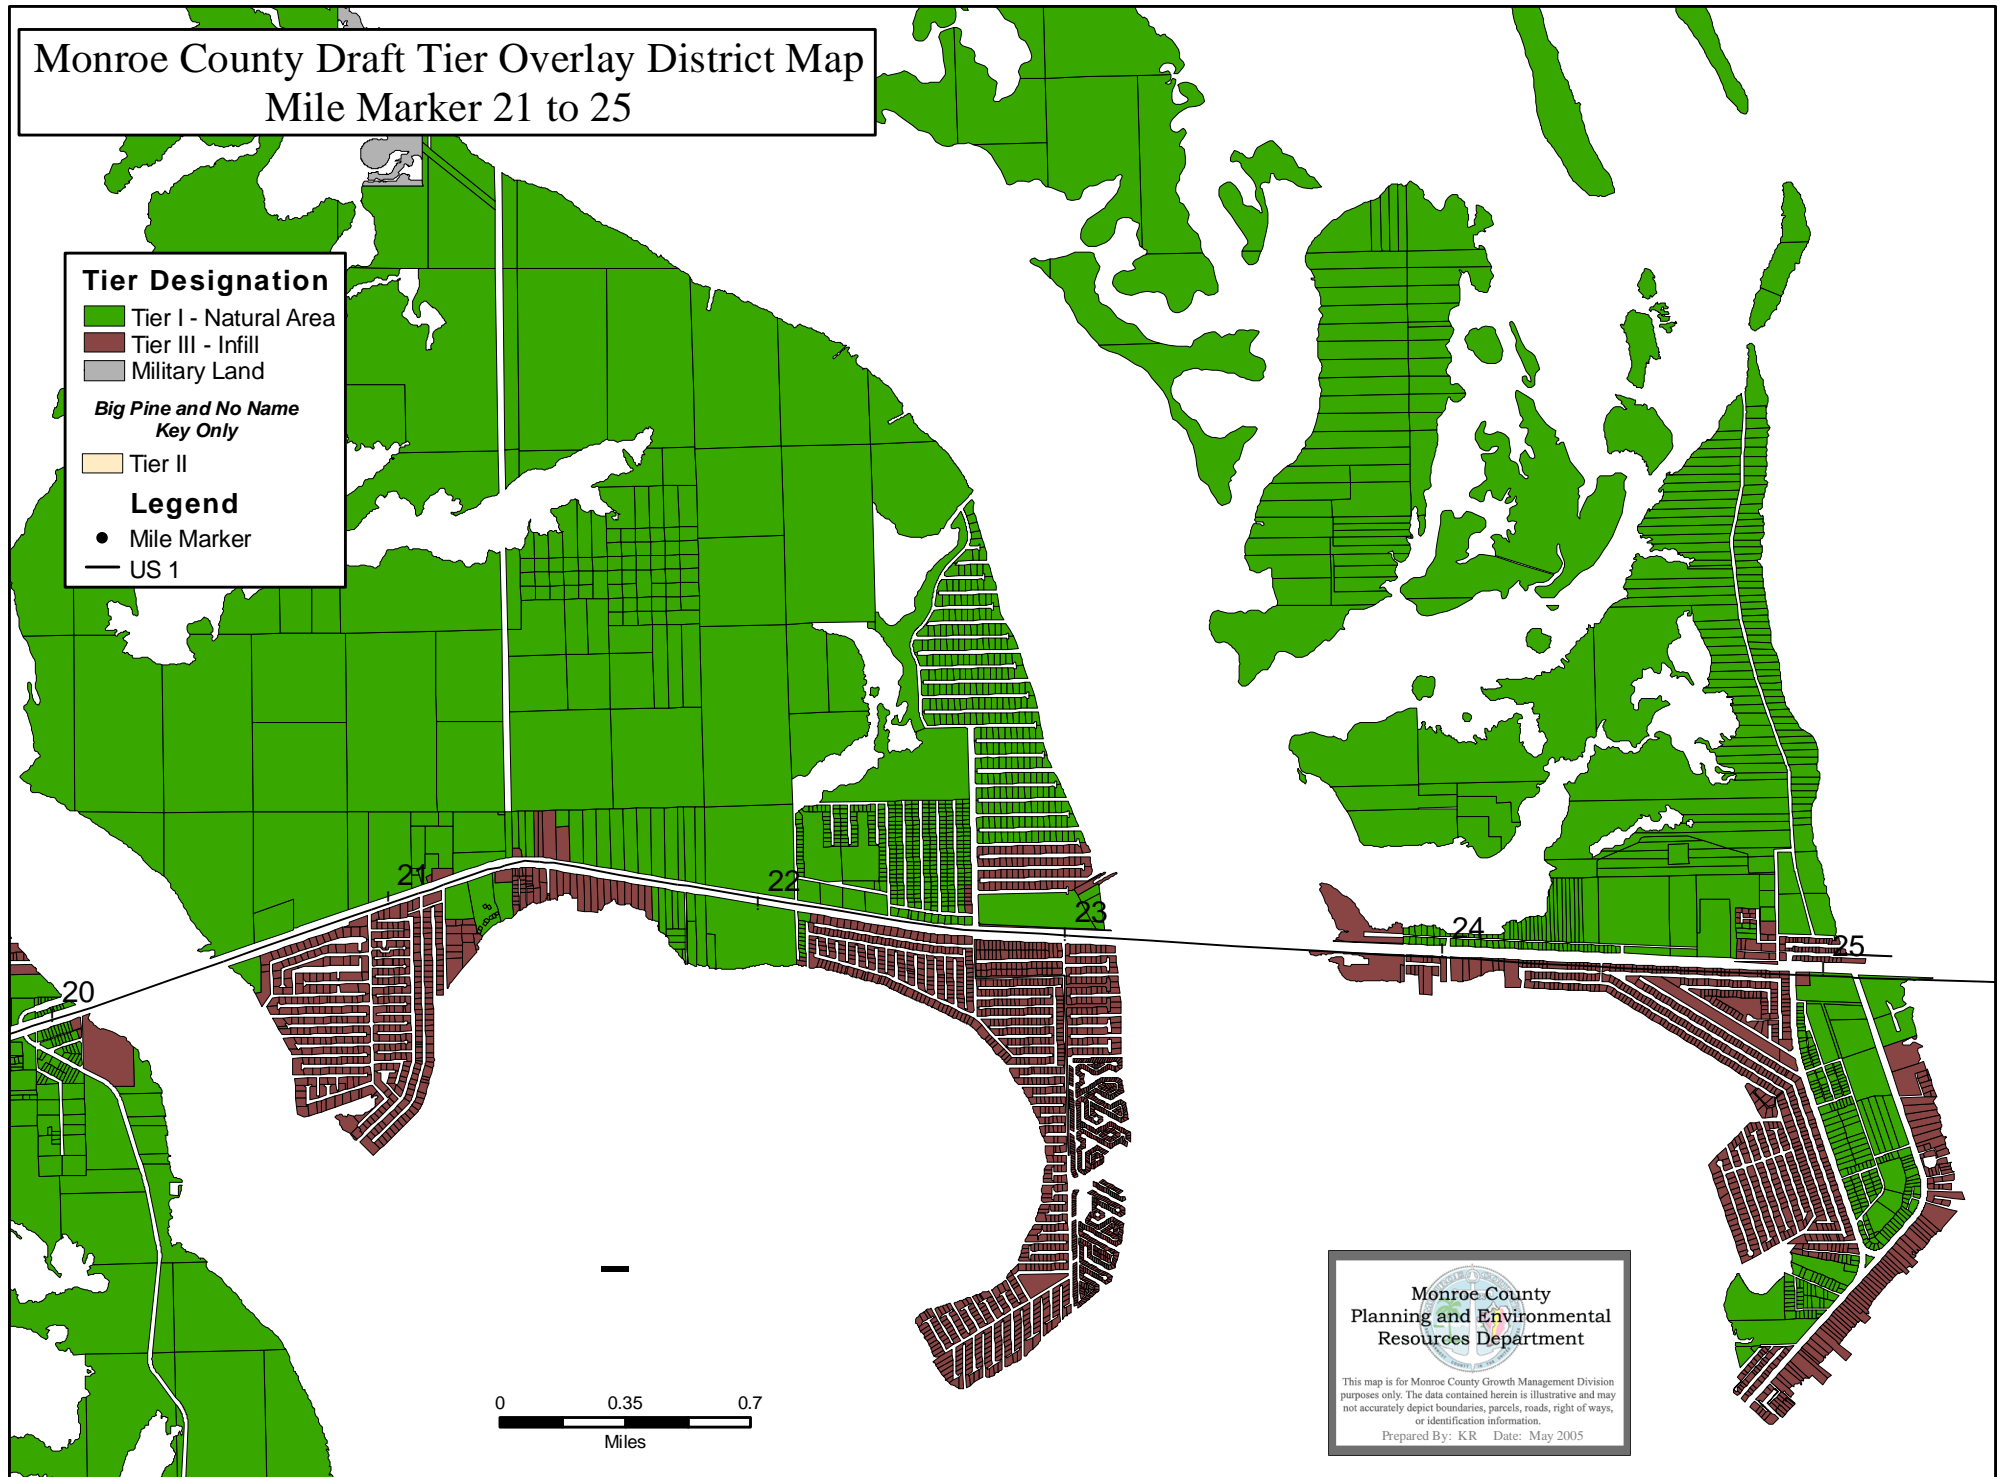 Monroe County Draft Tier Overlay District Map
Mile Marker 21 to 25
Tier Designation
Tier I - Natural Area
Tier III - Infill
Military Land
Big Pine and No Name
Key Only
Tier II
Legend
Mile Marker
US 1
21
22
23
24
25
20
0 0.35 0.7
Miles
Monroe County
Planning and Environmental
Resources Department
This map is for Monroe County Growth Management Division
purposes only. The data contained herein is illustrative and may
not accurately depict boundaries, parcels, roads, right of ways,
or identification information.
Prepared By: KR Date: May 2005